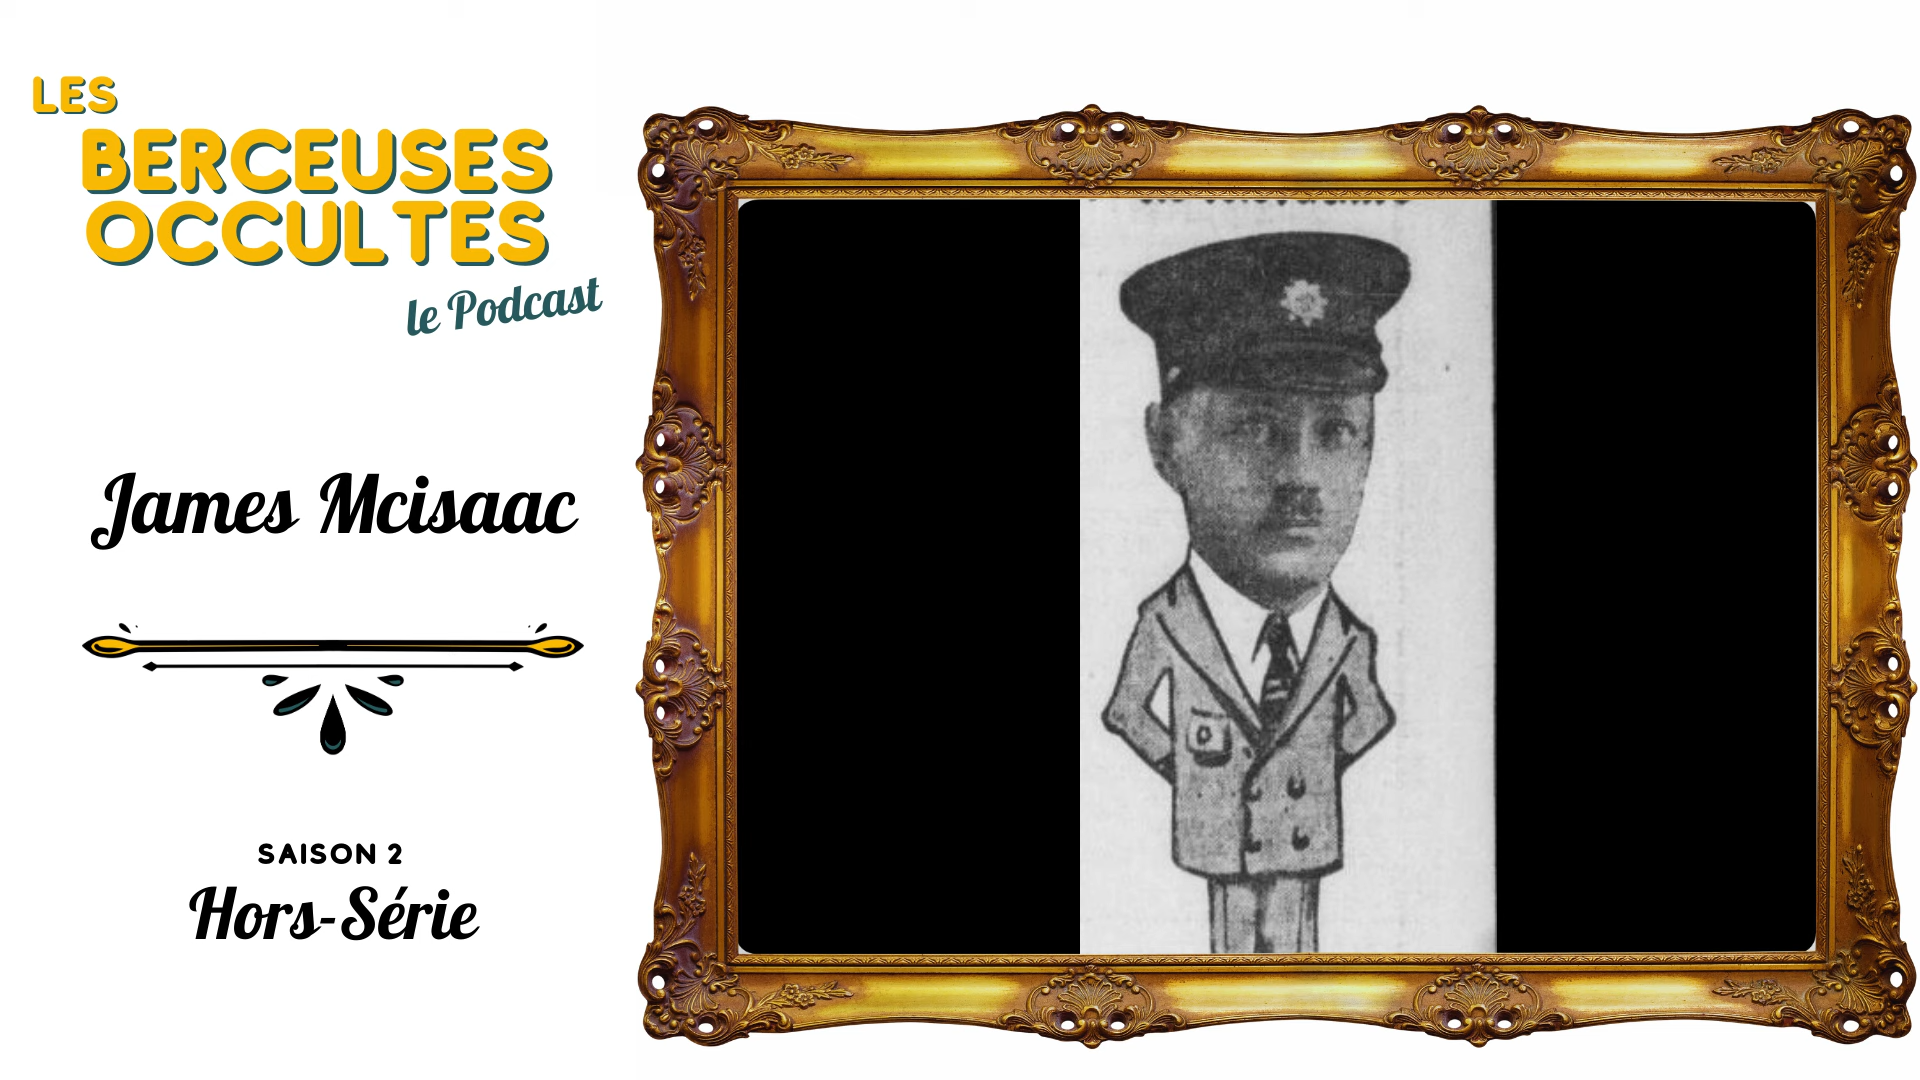 LES
BERCEUSES
OCCULTES
le Podcast
James Mcisaac
SAISON 2
Hors-Série